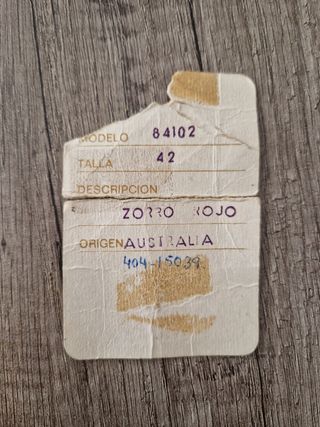 MODELO 84102
TALLA 42
DESCRIPCION
ZORRO ROJO
ORIGEN AUSTRALIA
404-15039